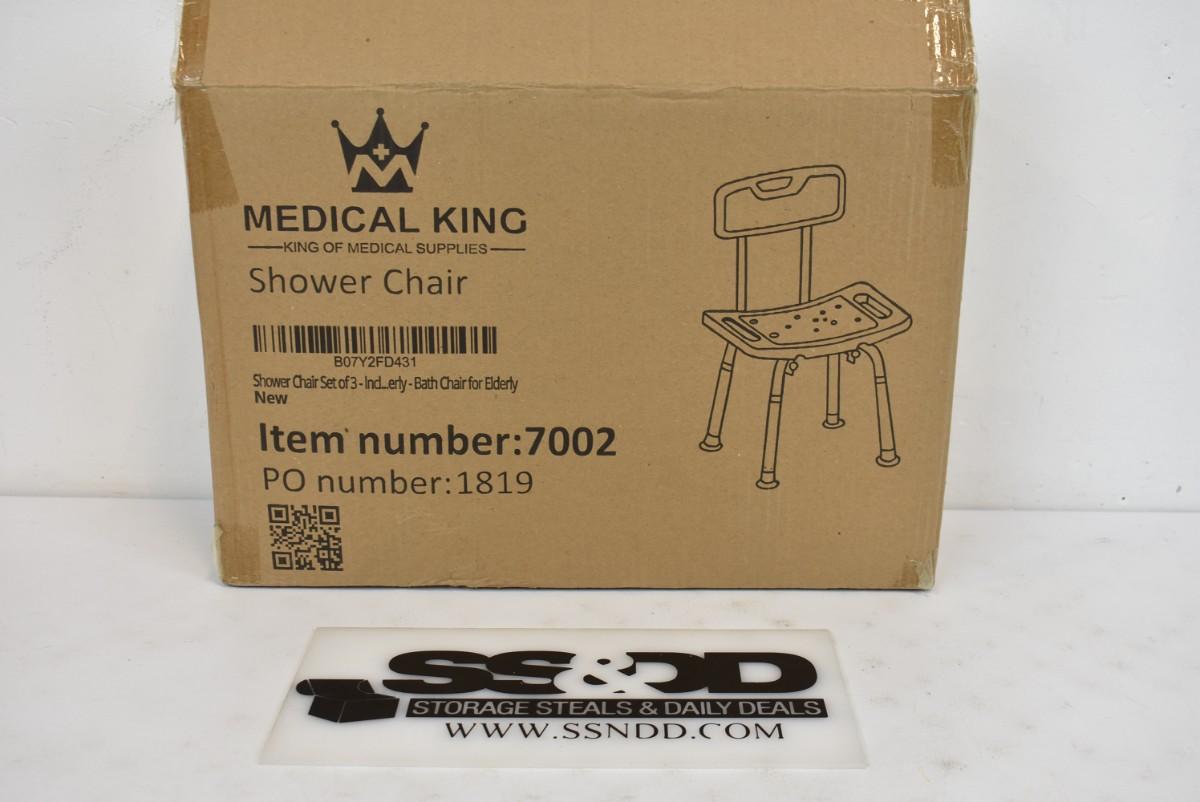 MEDICAL KING
KING OF MEDICAL SUPPLIES
Shower Chair
B07Y2FD431
Shower Chair Set of 3 - Incl...erly - Bath Chair for Elderly
New
Item number:7002
PO number:1819
SS&DD
STORAGE STEALS & DAILY DEALS
WWW.SSNDD.COM